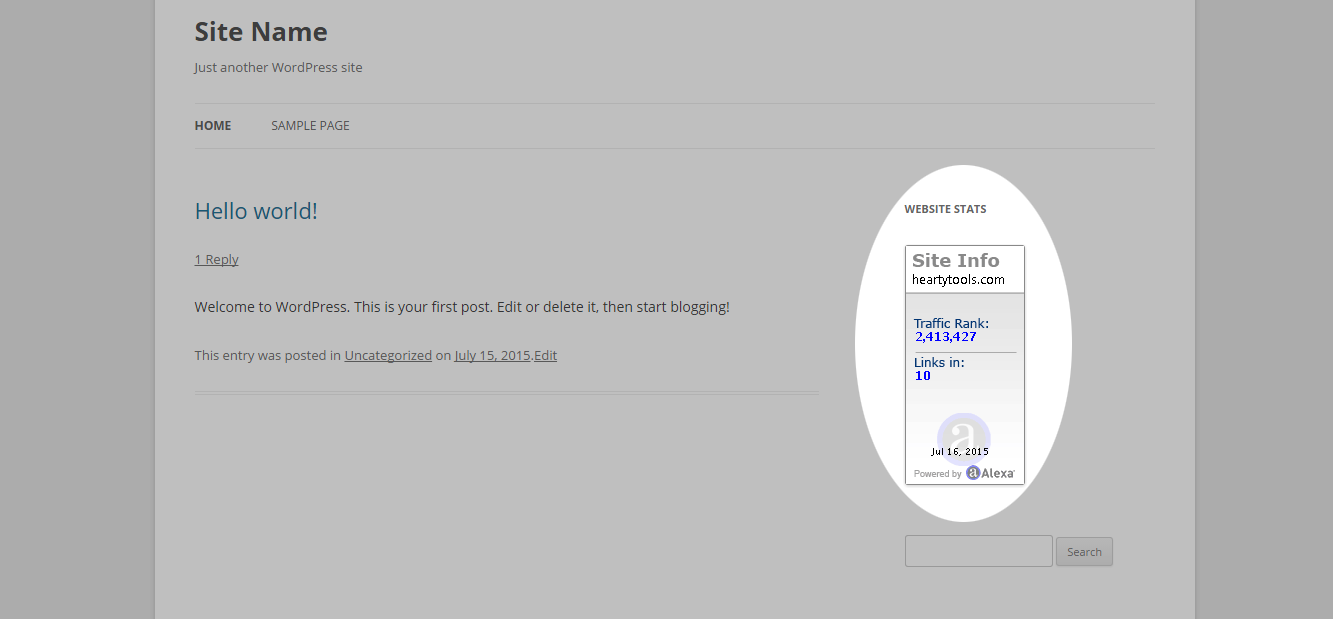 Site Name
Just another WordPress site
HOME
SAMPLE PAGE
Hello world!
1 Reply
Welcome to WordPress. This is your first post. Edit or delete it, then start blogging!
This entry was posted in Uncategorized on July 15, 2015.Edit
WEBSITE STATS
Site Info
heartytools.com
Traffic Rank:
2,413,427
Links in:
10
a
Jul 16, 2015
Powered by a Alexa
Search